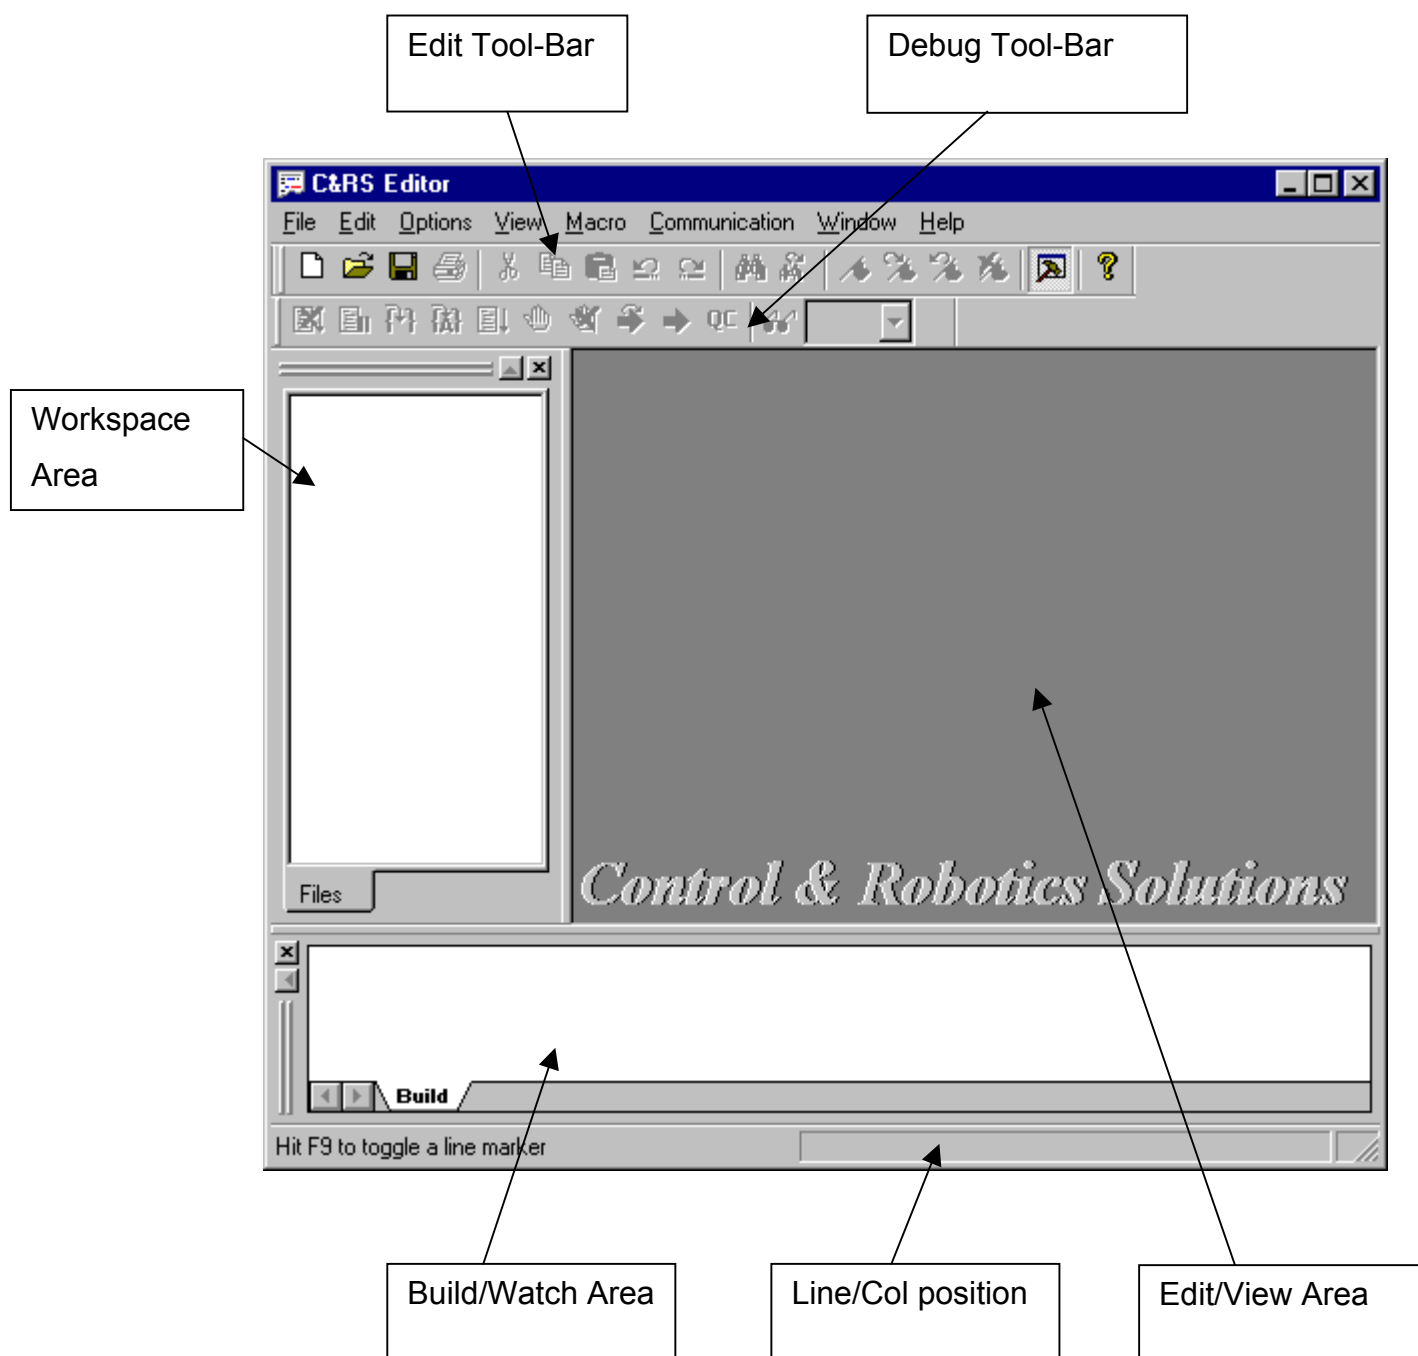 Edit Tool-Bar
Debug Tool-Bar
C&RS Editor
File Edit Options View Macro Communication Window Help
QC
Workspace
Area
Files
Control & Robotics Solutions
Build
Hit F9 to toggle a line marker
Build/Watch Area
Line/Col position
Edit/View Area